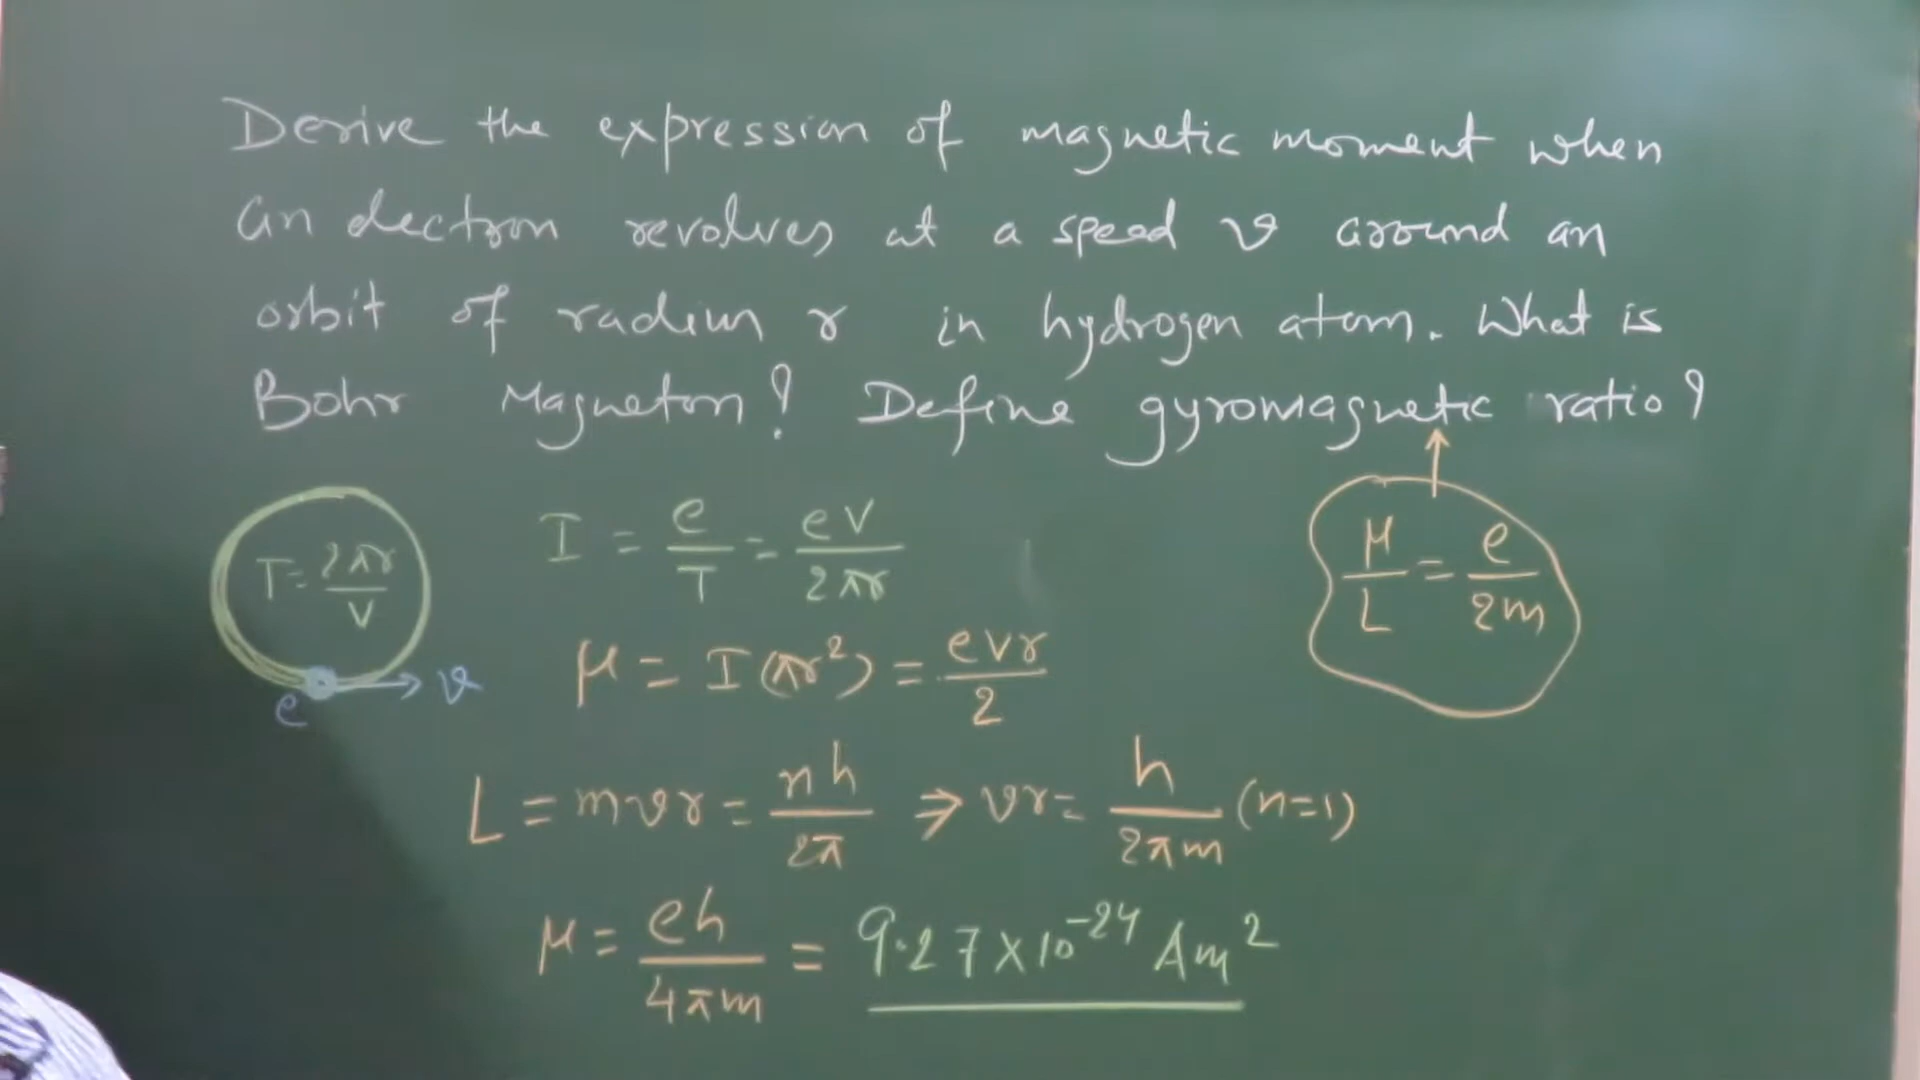 Derive the expression of magnetic moment when
an electron revolves at a speed v around an
orbit of radius r in hydrogen atom. What is
Bohr Magneton? Define gyromagnetic ratio?
T = 2πr/V
e v
I = e/T = eV/2πr
μ = I(πr²) = eVr/2
L = mvr = nh/2π ⇒ vr = h/2πm (n=1)
μ = eh/4πm = 9.27 × 10⁻²⁴ Am²
μ/L = e/2m